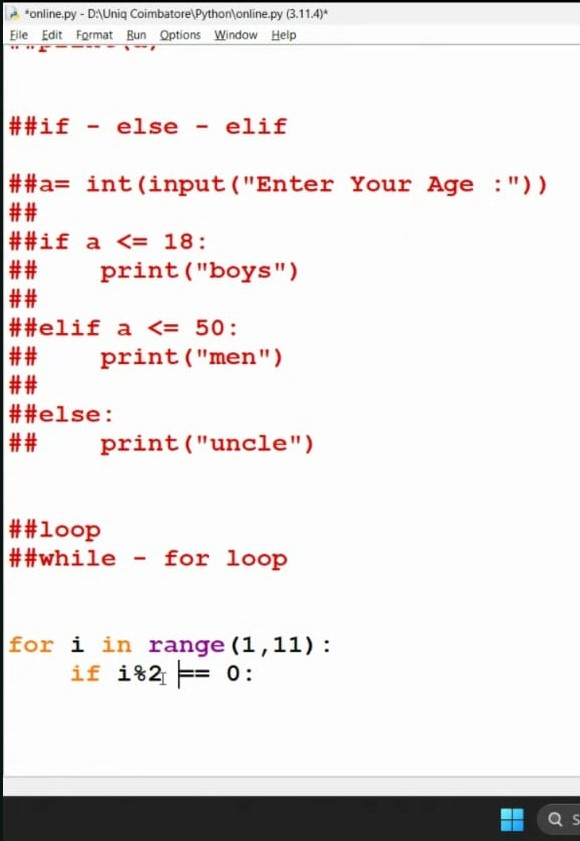 *online.py - D:\Uniq Coimbatore\Python\online.py (3.11.4)*
File Edit Format Run Options Window Help
##if - else - elif
##a= int(input("Enter Your Age :"))
##
##if a <= 18:
##    print("boys")
##
##elif a <= 50:
##    print("men")
##
##else:
##    print("uncle")
##loop
##while - for loop
for i in range(1,11):
    if i%2 == 0:
S